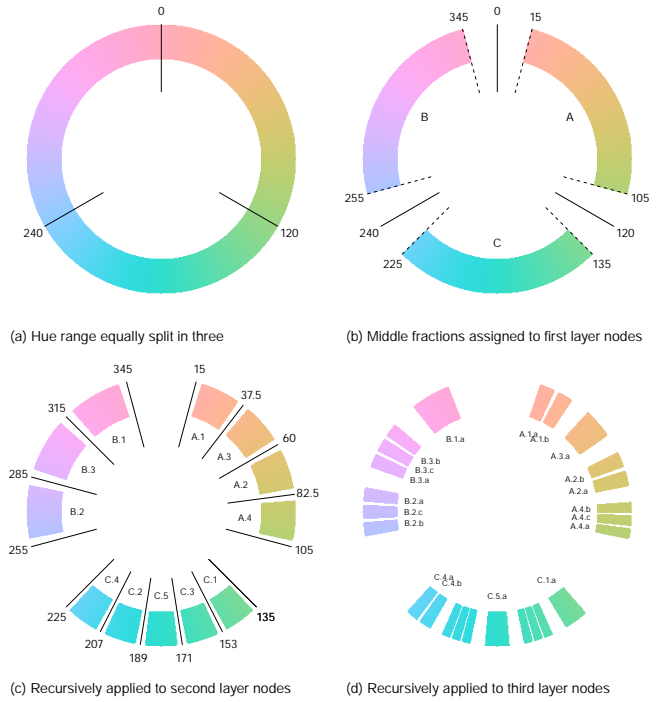 0
120
240
(a) Hue range equally split in three
345
0
15
B
A
255
105
240
120
C
225
135
(b) Middle fractions assigned to first layer nodes
345
15
315
37.5
B.1
A.1
60
A.3
B.3
285
A.2
82.5
B.2
A.4
255
105
C.4
C.1
C.2
C.3
C.5
225
135
207
153
189
171
(c) Recursively applied to second layer nodes
B.1.a
A.1.a
A.1.b
A.3.a
B.3.b
B.3.c
B.3.a
A.2.b
A.2.a
B.2.a
B.2.c
B.2.b
A.4.b
A.4.c
A.4.a
C.4.a
C.4.b
C.1.a
C.5.a
(d) Recursively applied to third layer nodes